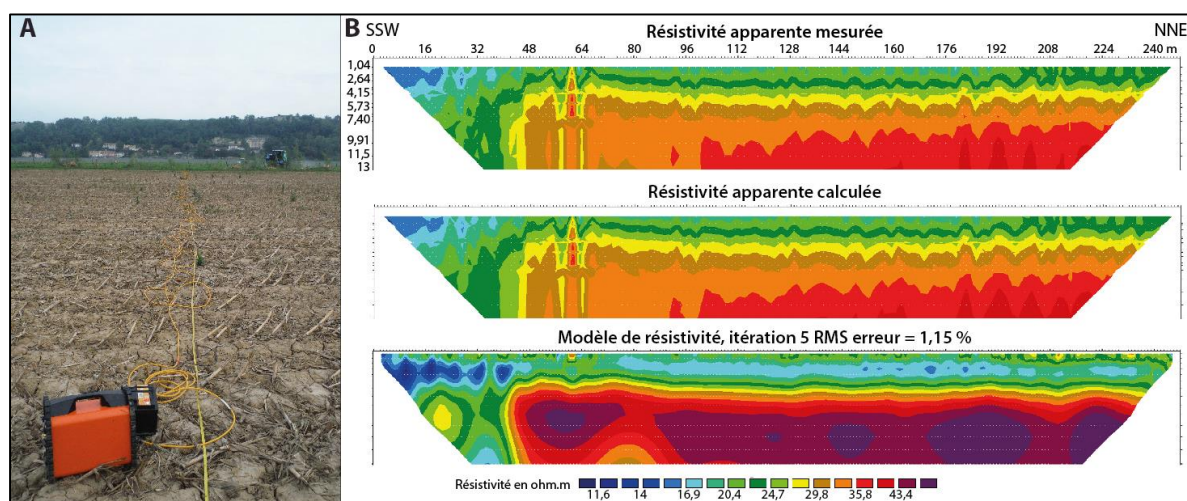 A
B SSW
Résistivité apparente mesurée
NNE
0 16 32 48 64 80 96 112 128 144 160 176 192 208 224 240 m
1,04
2,64
4,15
5,73
7,40
9,91
11,5
13
Résistivité apparente calculée
Modèle de résistivité, itération 5 RMS erreur = 1,15 %
Résistivité en ohm.m
11,6 14 16,9 20,4 24,7 29,8 35,8 43,4